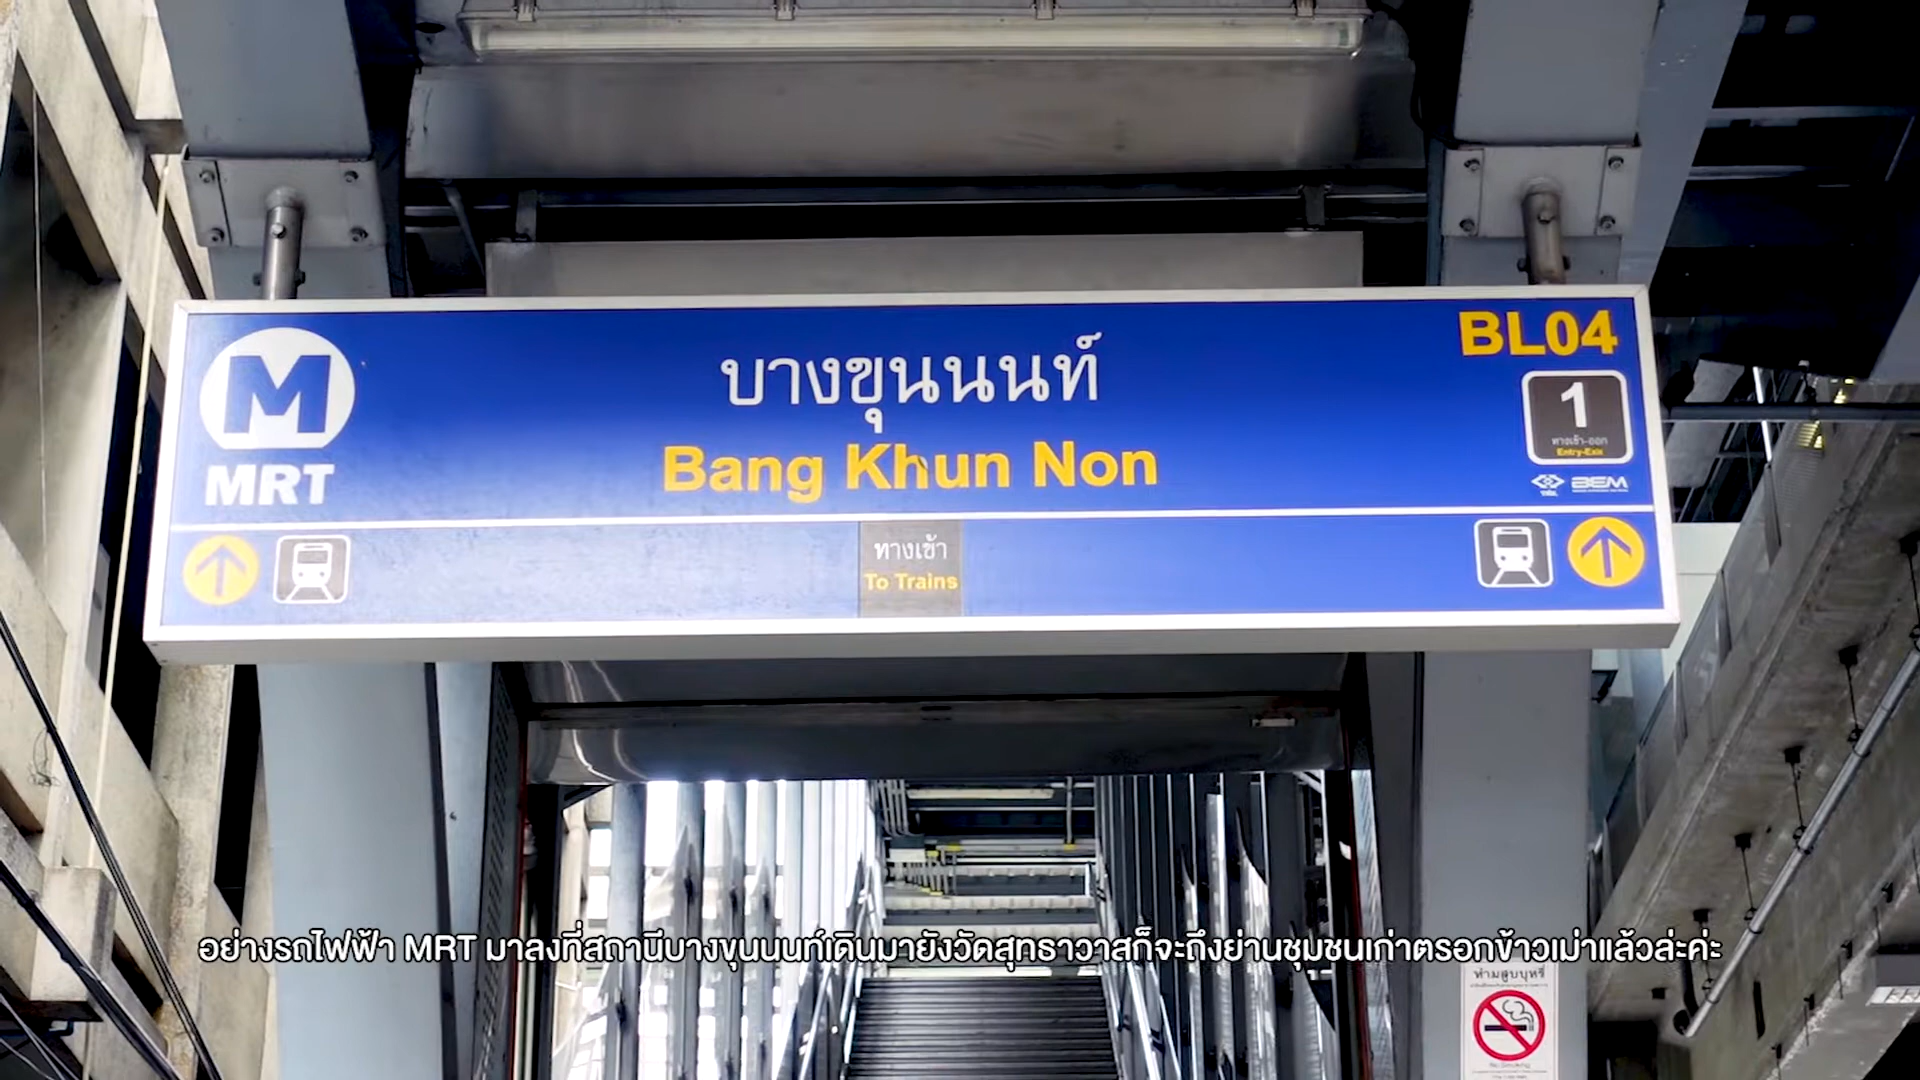 BL04
M
MRT
บางขุนนนท์
Bang Khun Non
1
ทางเข้า-ออก
Entry-Exit
BEM
ทางเข้า
To Trains
อย่างรถไฟฟ้า MRT มาลงที่สถานีบางขุนนนท์เดินมายังวัดสุทธาวาสก็จะถึงย่านชุมชนเก่าตรอกข้าวเม่าแล้วล่ะค่ะ
ห้ามสูบบุหรี่
No Smoking